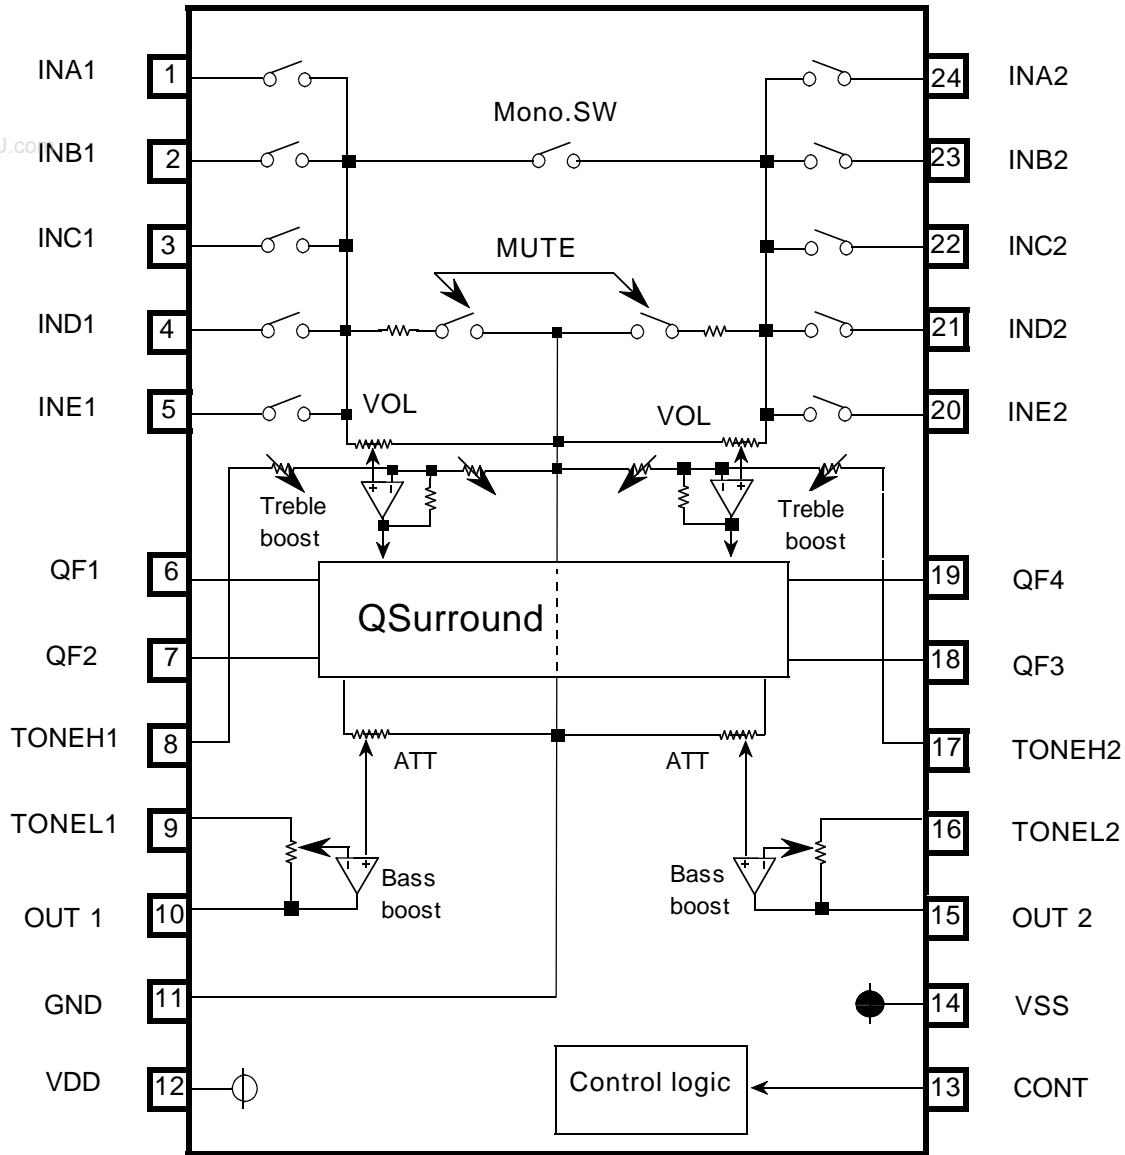 INA1 1 24 INA2
Mono.SW
U.com
INB1 2 23 INB2
INC1 3 MUTE 22 INC2
IND1 4 21 IND2
INE1 5 VOL VOL 20 INE2
+ - - +
Treble
boost
Treble
boost
QF1 6 19 QF4
QSurround
QF2 7 18 QF3
TONEH1 8 17 TONEH2
ATT ATT
TONEL1 9 16 TONEL2
- + + -
Bass
boost
Bass
boost
OUT 1 10 15 OUT 2
GND 11 14 VSS
VDD 12 Control logic 13 CONT